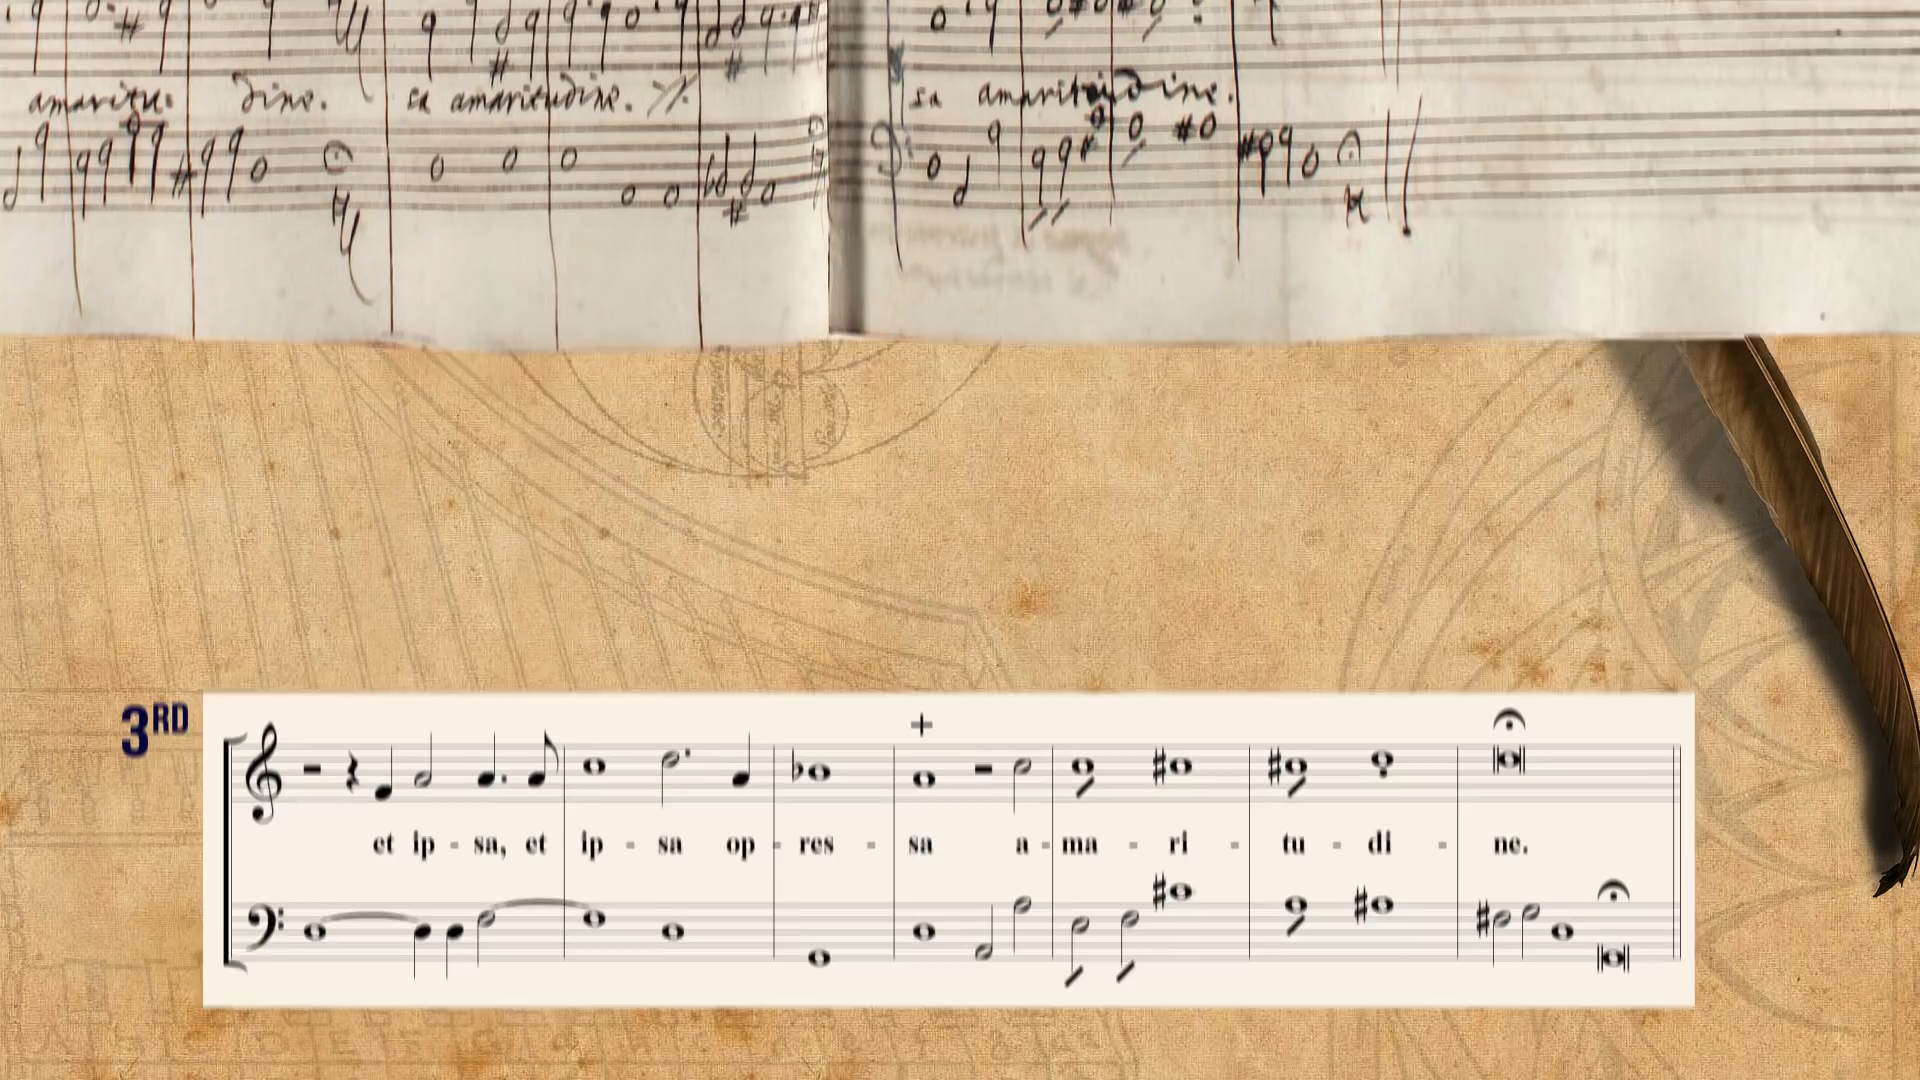 amaritu. dine. sa amaritudine. ·/·
sa amaritudine.
3RD
et ip - sa, et ip - sa op - res - sa a - ma - ri - tu - di - ne.